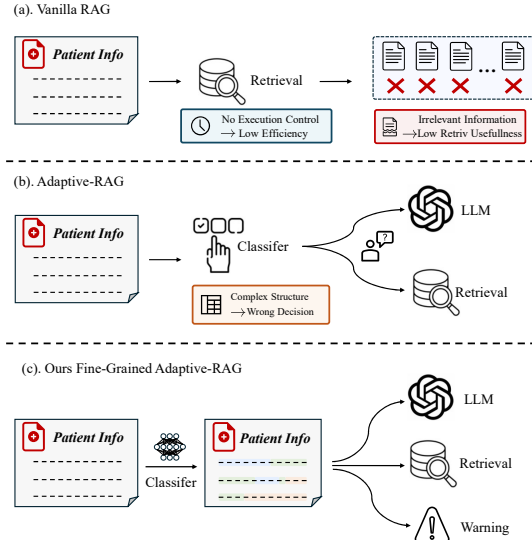 (a). Vanilla RAG
Patient Info
Retrieval
...
No Execution Control
→ Low Efficiency
Irrelevant Information
→Low Retriv Usefullness
(b). Adaptive-RAG
Patient Info
Classifer
?
LLM
Retrieval
Complex Structure
→Wrong Decision
(c). Ours Fine-Grained Adaptive-RAG
Patient Info
Classifer
Patient Info
LLM
Retrieval
Warning